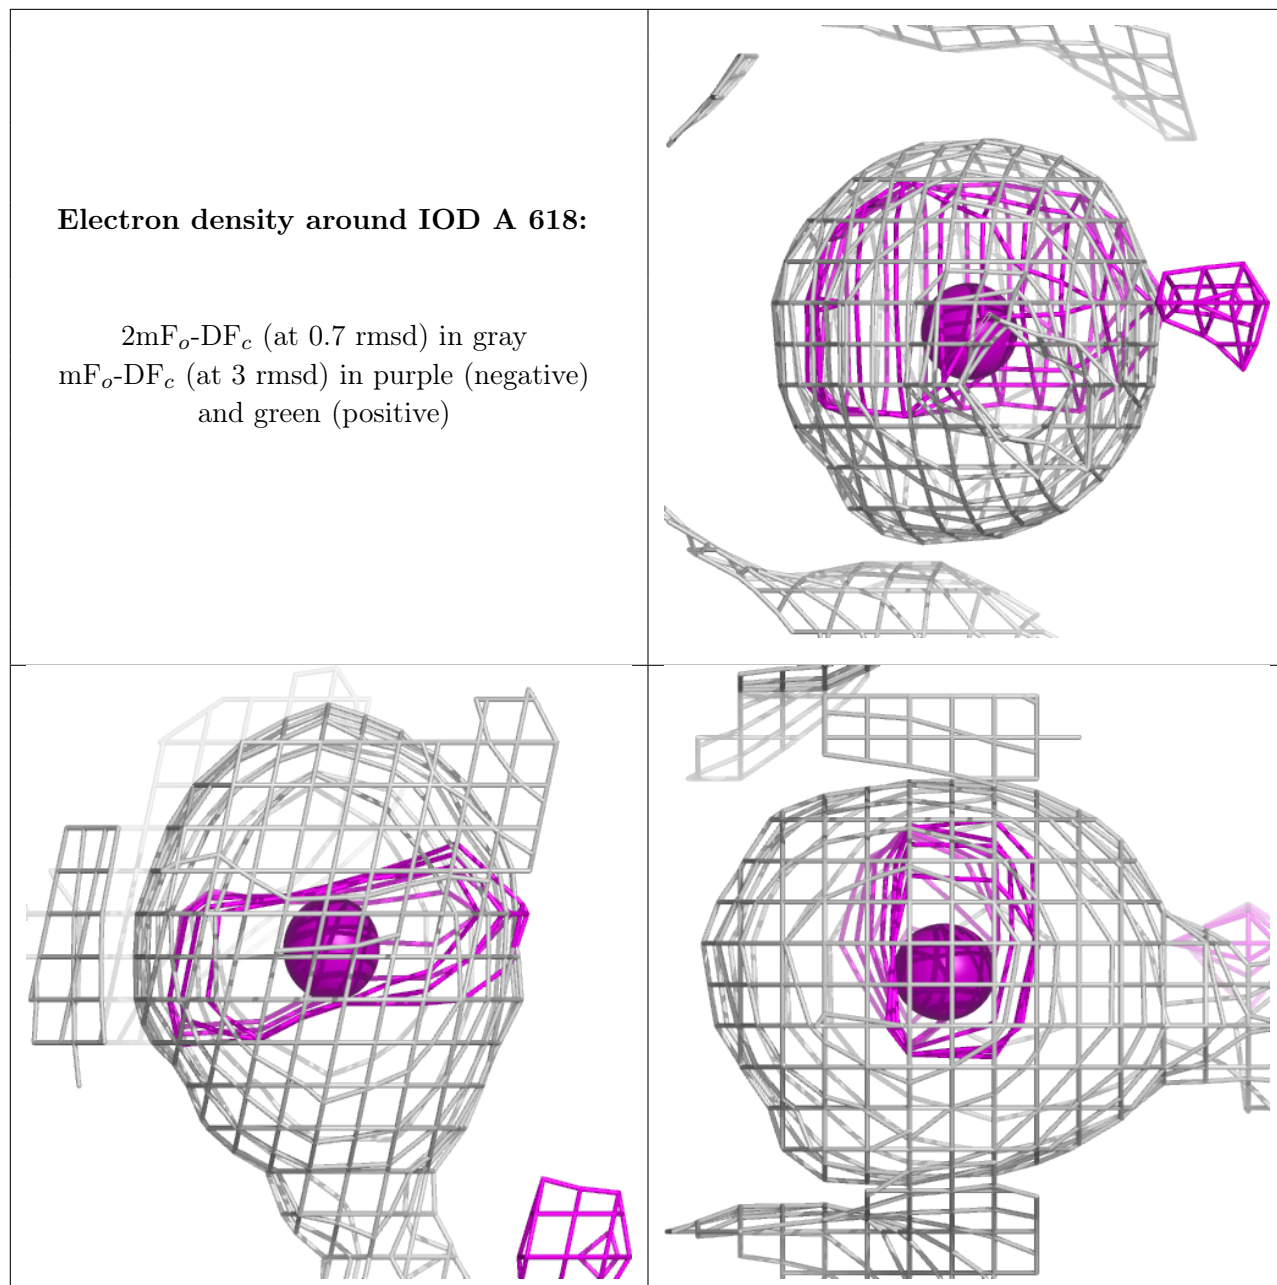 Electron density around IOD A 618:
2mFo-DFc (at 0.7 rmsd) in gray
mFo-DFc (at 3 rmsd) in purple (negative)
and green (positive)